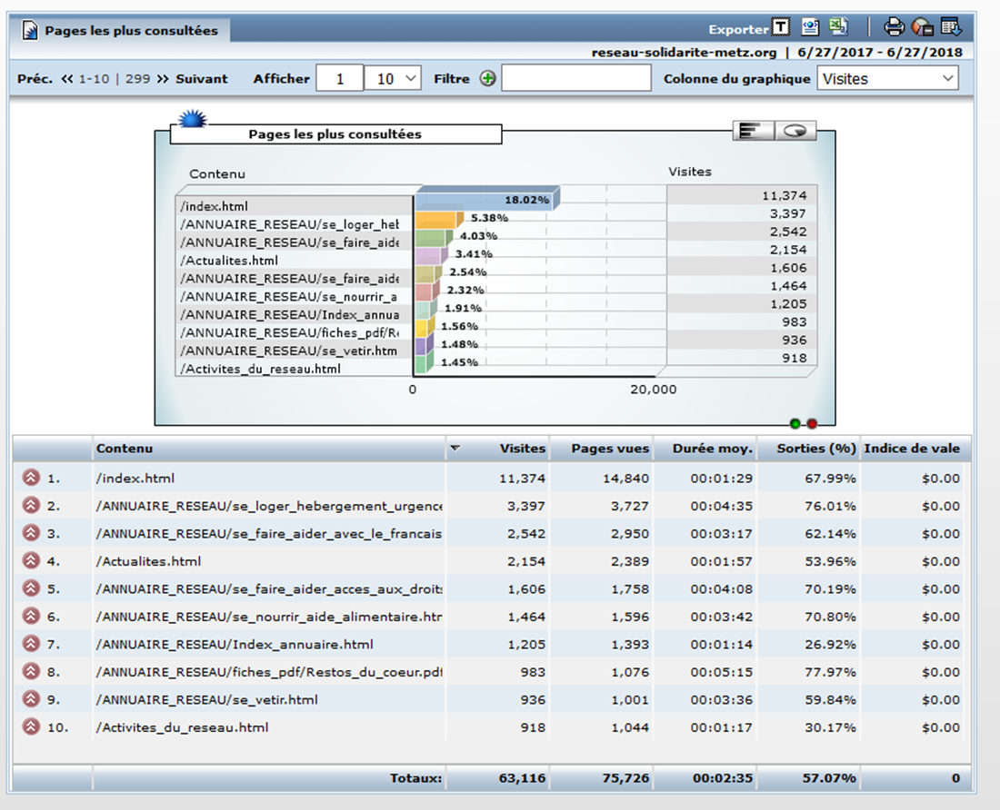 Pages les plus consultées
Exporter T
reseau-solidarite-metz.org | 6/27/2017 - 6/27/2018
Préc. << 1-10 | 299 >> Suivant Afficher 1 10 Filtre Colonne du graphique Visites
Pages les plus consultées
Contenu Visites
/index.html 18.02% 11,374
/ANNUAIRE_RESEAU/se_loger_heb 5.38% 3,397
/ANNUAIRE_RESEAU/se_faire_aide 4.03% 2,542
/Actualites.html 3.41% 2,154
/ANNUAIRE_RESEAU/se_faire_aide 2.54% 1,606
/ANNUAIRE_RESEAU/se_nourrir_a 2.32% 1,464
/ANNUAIRE_RESEAU/Index_annua 1.91% 1,205
/ANNUAIRE_RESEAU/fiches_pdf/R 1.56% 983
/ANNUAIRE_RESEAU/se_vetir.htm 1.48% 936
/Activites_du_reseau.html 1.45% 918
0 20,000
Contenu Visites Pages vues Durée moy. Sorties (%) Indice de vale
1. /index.html 11,374 14,840 00:01:29 67.99% $0.00
2. /ANNUAIRE_RESEAU/se_loger_hebergement_urgence 3,397 3,727 00:04:35 76.01% $0.00
3. /ANNUAIRE_RESEAU/se_faire_aider_avec_le_francais 2,542 2,950 00:03:17 62.14% $0.00
4. /Actualites.html 2,154 2,389 00:01:57 53.96% $0.00
5. /ANNUAIRE_RESEAU/se_faire_aider_acces_aux_droits 1,606 1,758 00:04:08 70.19% $0.00
6. /ANNUAIRE_RESEAU/se_nourrir_aide_alimentaire.htm 1,464 1,596 00:03:42 70.80% $0.00
7. /ANNUAIRE_RESEAU/Index_annuaire.html 1,205 1,393 00:01:14 26.92% $0.00
8. /ANNUAIRE_RESEAU/fiches_pdf/Restos_du_coeur.pdf 983 1,076 00:05:15 77.97% $0.00
9. /ANNUAIRE_RESEAU/se_vetir.html 936 1,001 00:03:36 59.84% $0.00
10. /Activites_du_reseau.html 918 1,044 00:01:17 30.17% $0.00
Totaux: 63,116 75,726 00:02:35 57.07% 0